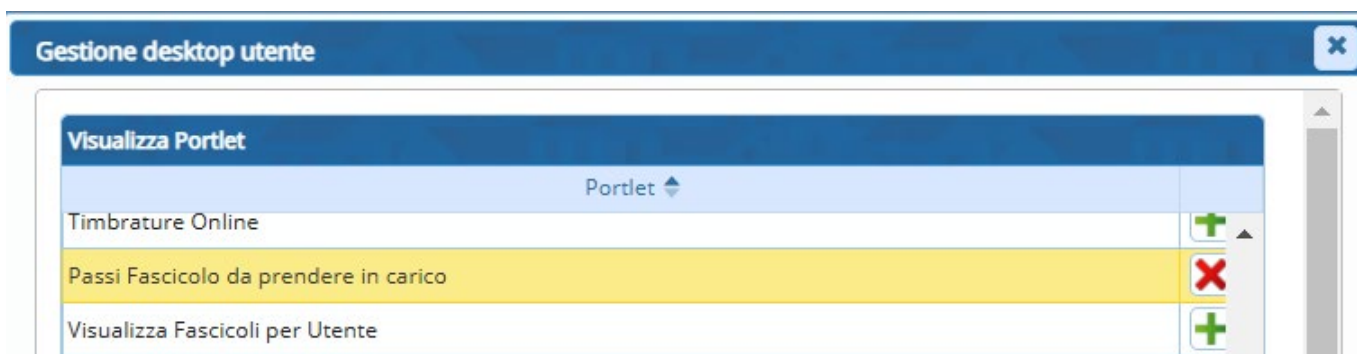 Gestione desktop utente
Visualizza Portlet
Portlet
Timbrature Online
Passi Fascicolo da prendere in carico
Visualizza Fascicoli per Utente